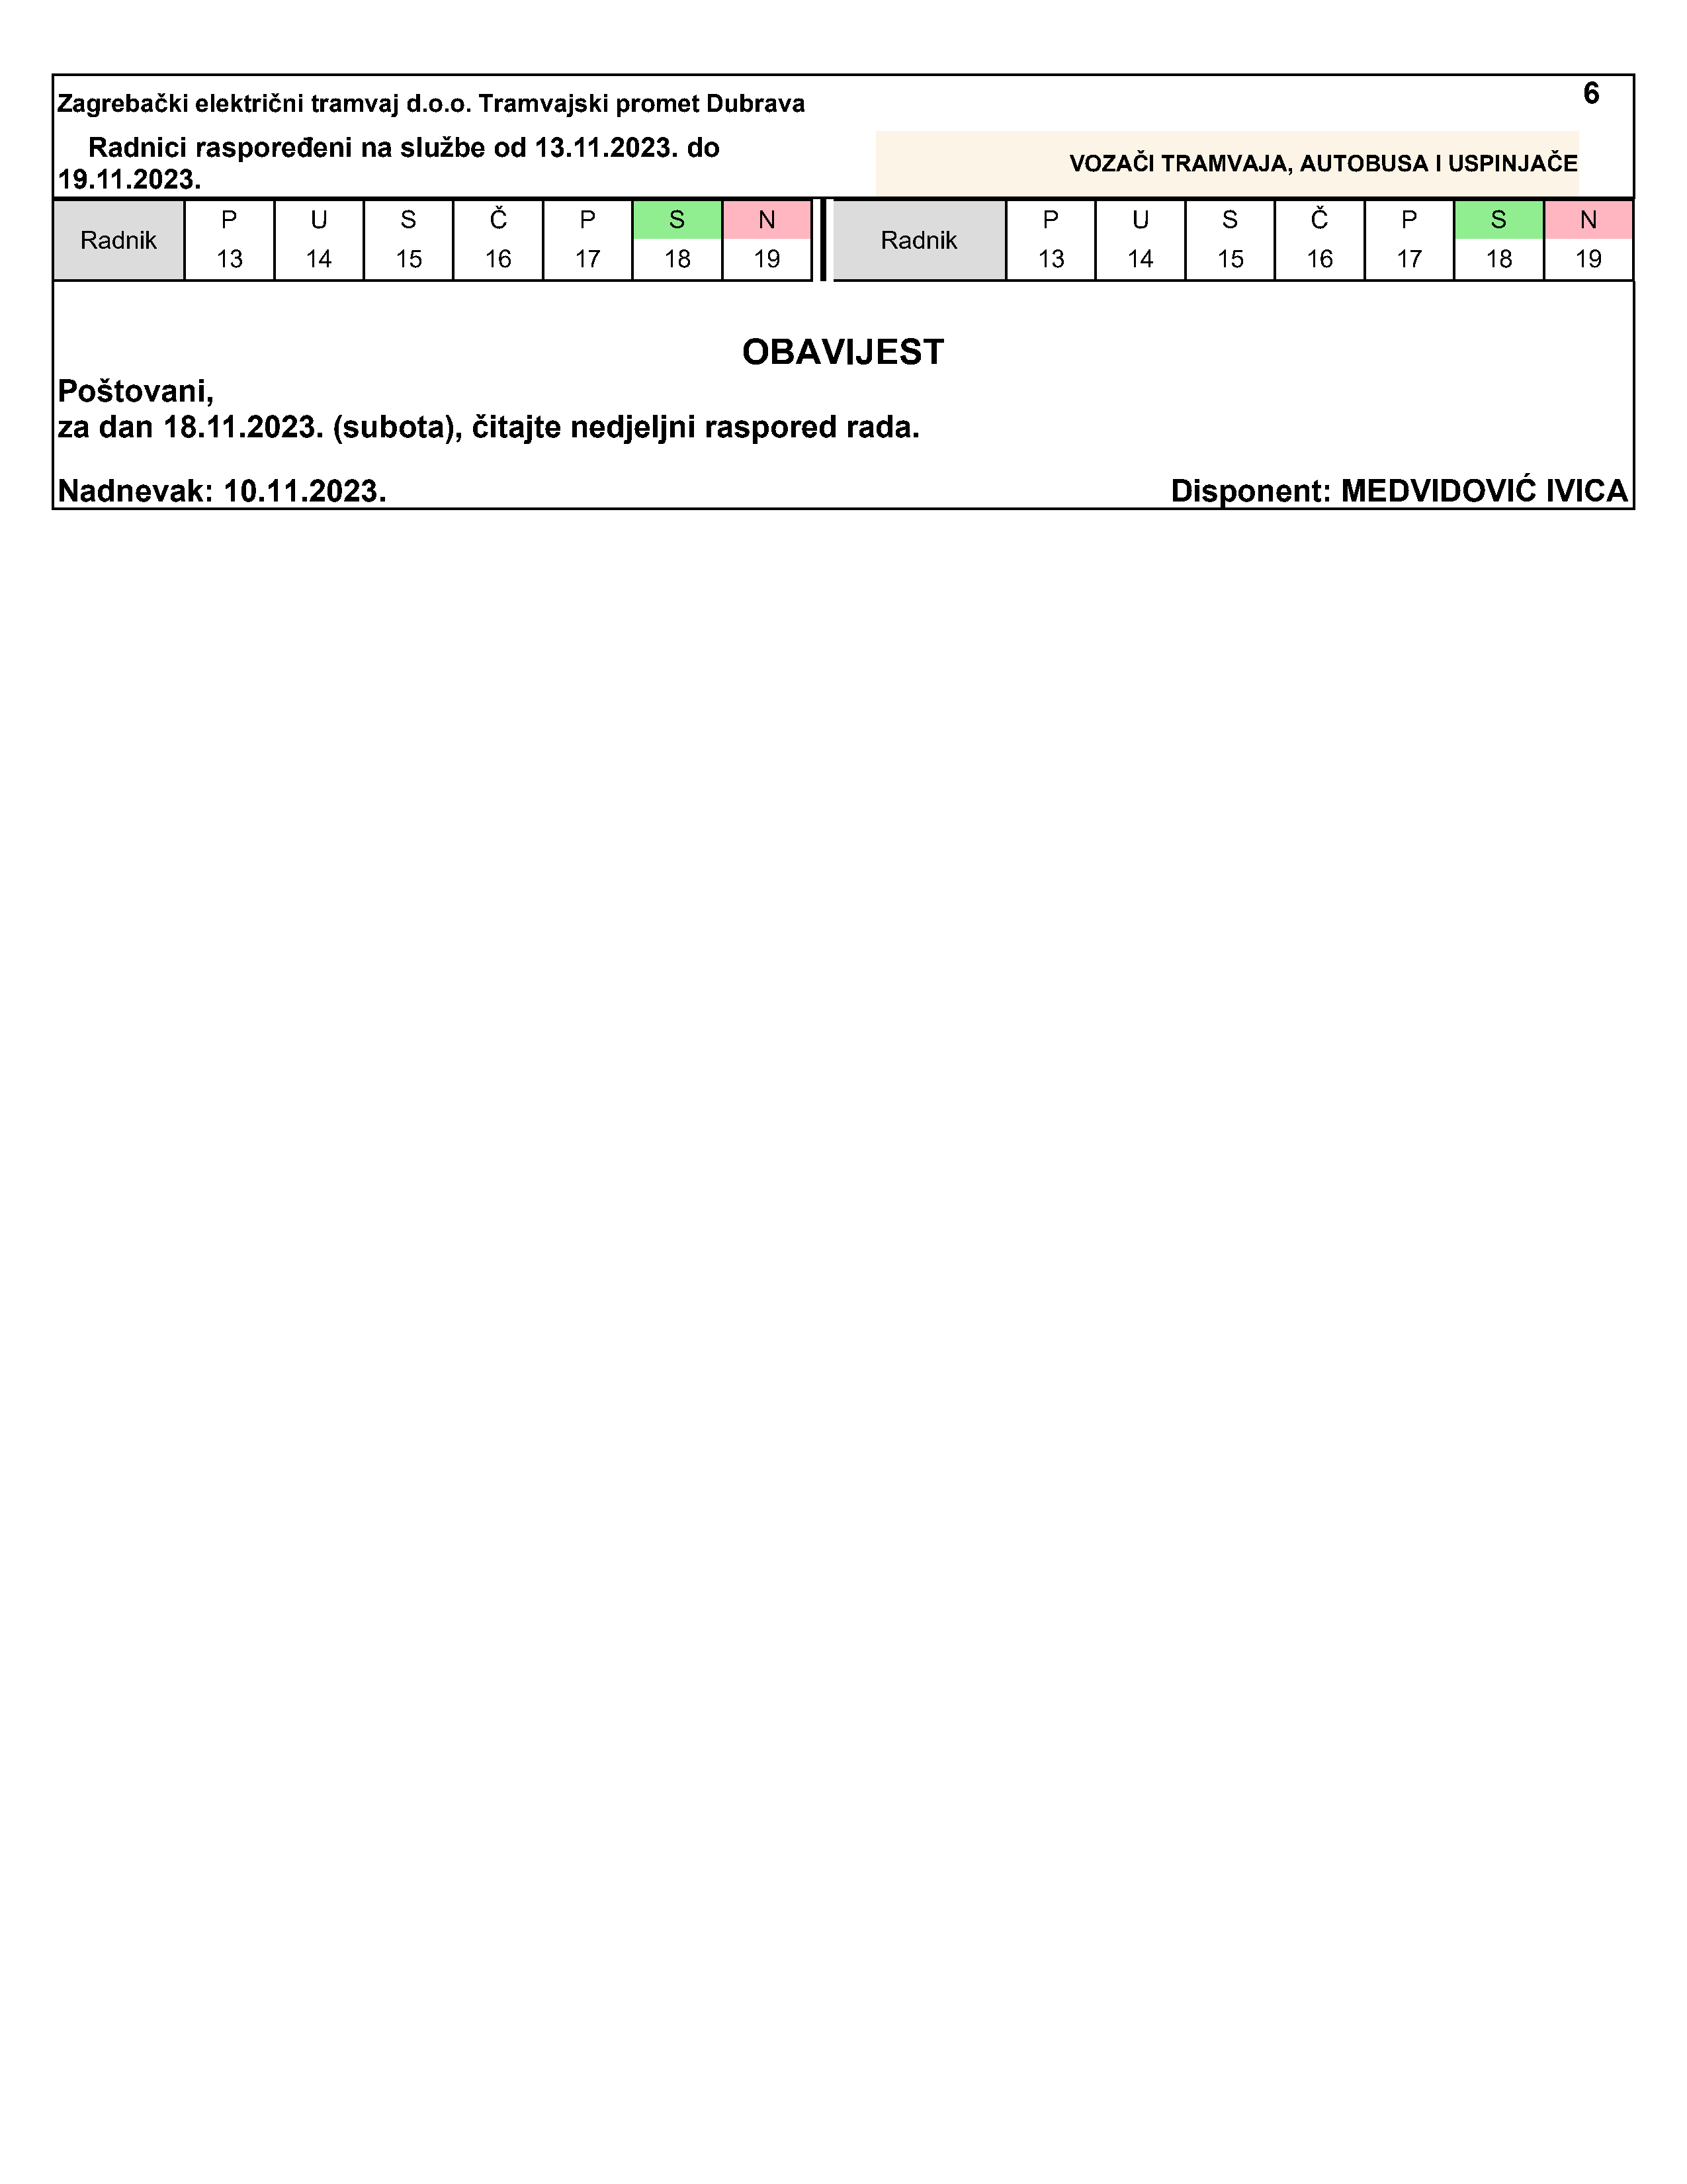 6
Zagrebački električni tramvaj d.o.o. Tramvajski promet Dubrava
Radnici raspoređeni na službe od 13.11.2023. do
19.11.2023.
VOZAČI TRAMVAJA, AUTOBUSA I USPINJAČE
Radnik P U S Č P S N Radnik P U S Č P S N
13 14 15 16 17 18 19 13 14 15 16 17 18 19
OBAVIJEST
Poštovani,
za dan 18.11.2023. (subota), čitajte nedjeljni raspored rada.
Nadnevak: 10.11.2023. Disponent: MEDVIDOVIĆ IVICA